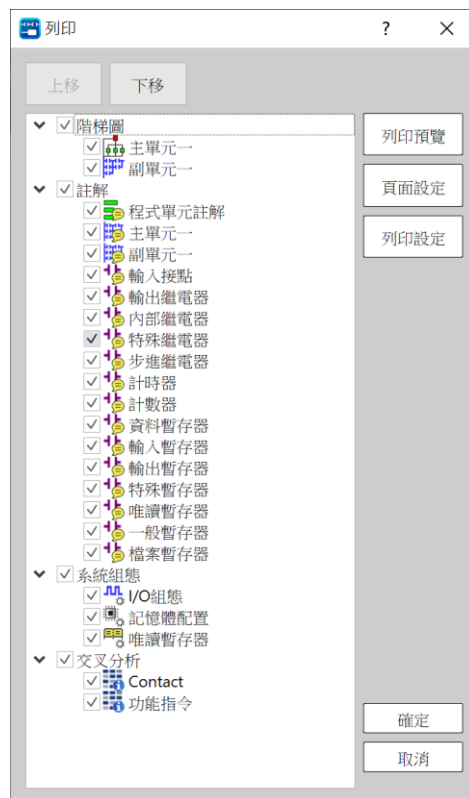 列印
?
上移 下移
階梯圖
主單元一
副單元一
註解
程式單元註解
主單元一
副單元一
輸入接點
輸出繼電器
內部繼電器
特殊繼電器
步進繼電器
計時器
計數器
資料暫存器
輸入暫存器
輸出暫存器
特殊暫存器
唯讀暫存器
一般暫存器
檔案暫存器
系統組態
I/O組態
記憶體配置
唯讀暫存器
交叉分析
Contact
功能指令
列印預覽
頁面設定
列印設定
確定
取消